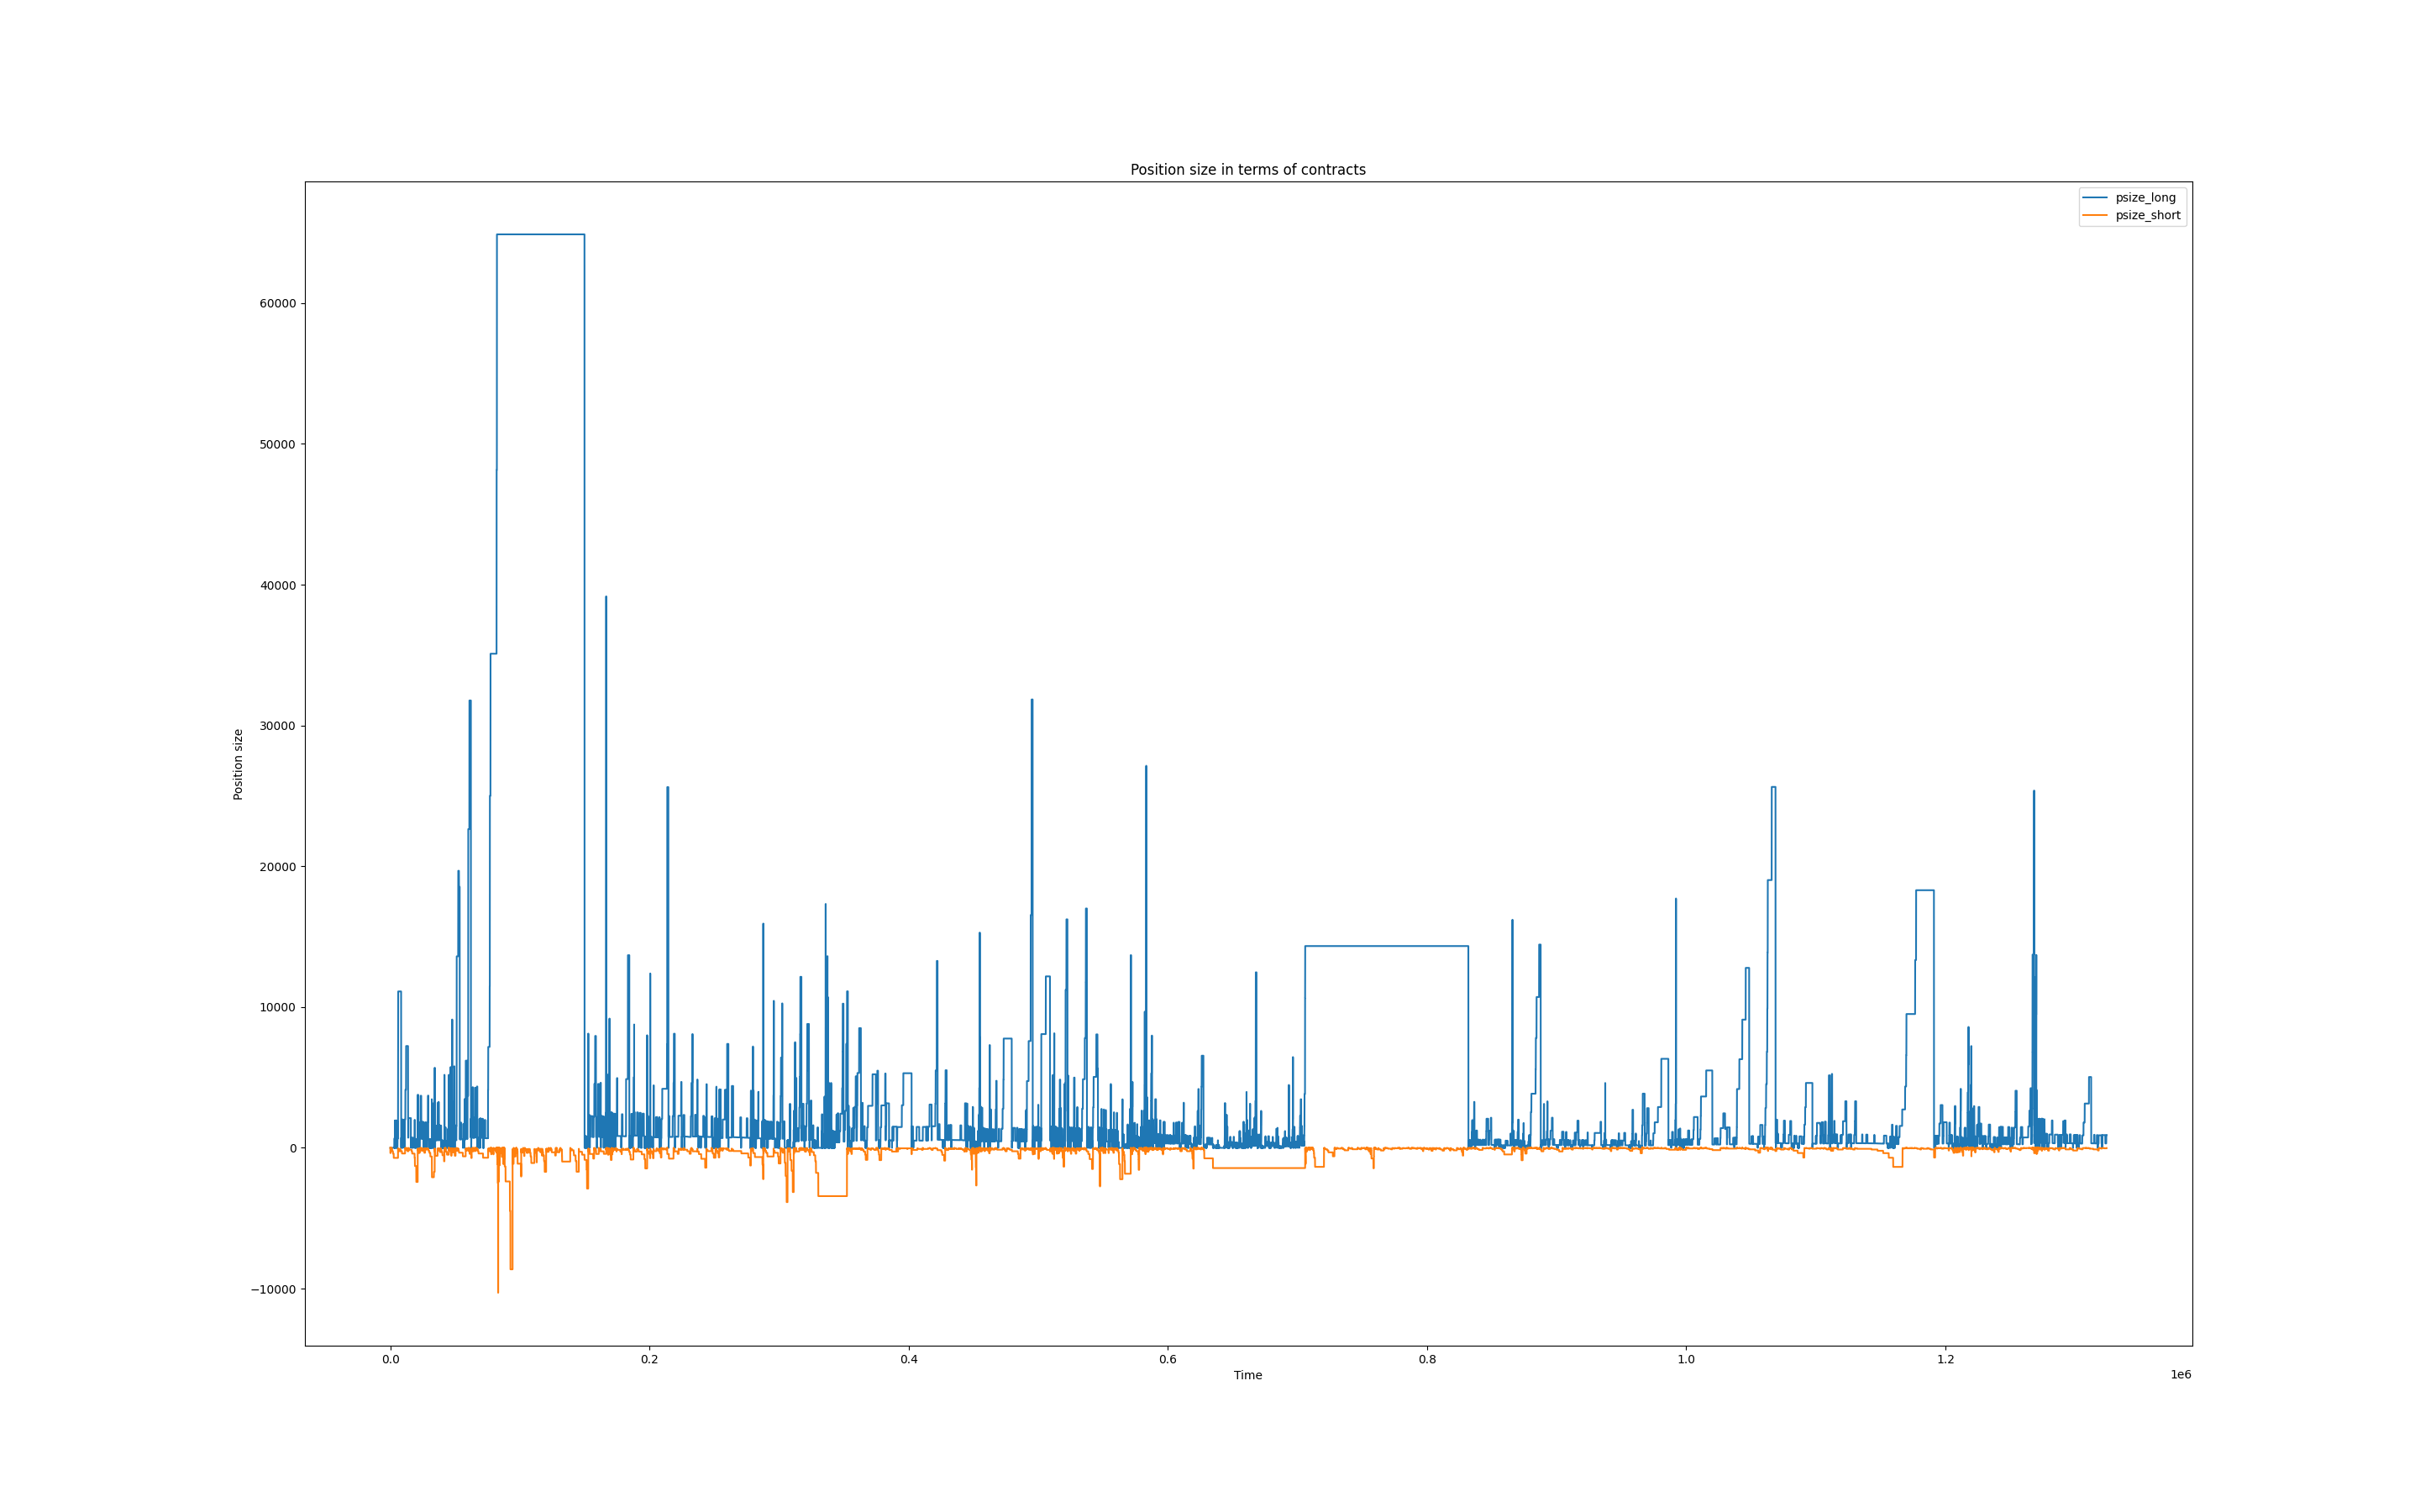 Position size in terms of contracts
psize_long
psize_short
60000
50000
40000
30000
20000
10000
0
−10000
Position size
0.0 0.2 0.4 0.6 0.8 1.0 1.2
Time
1e6